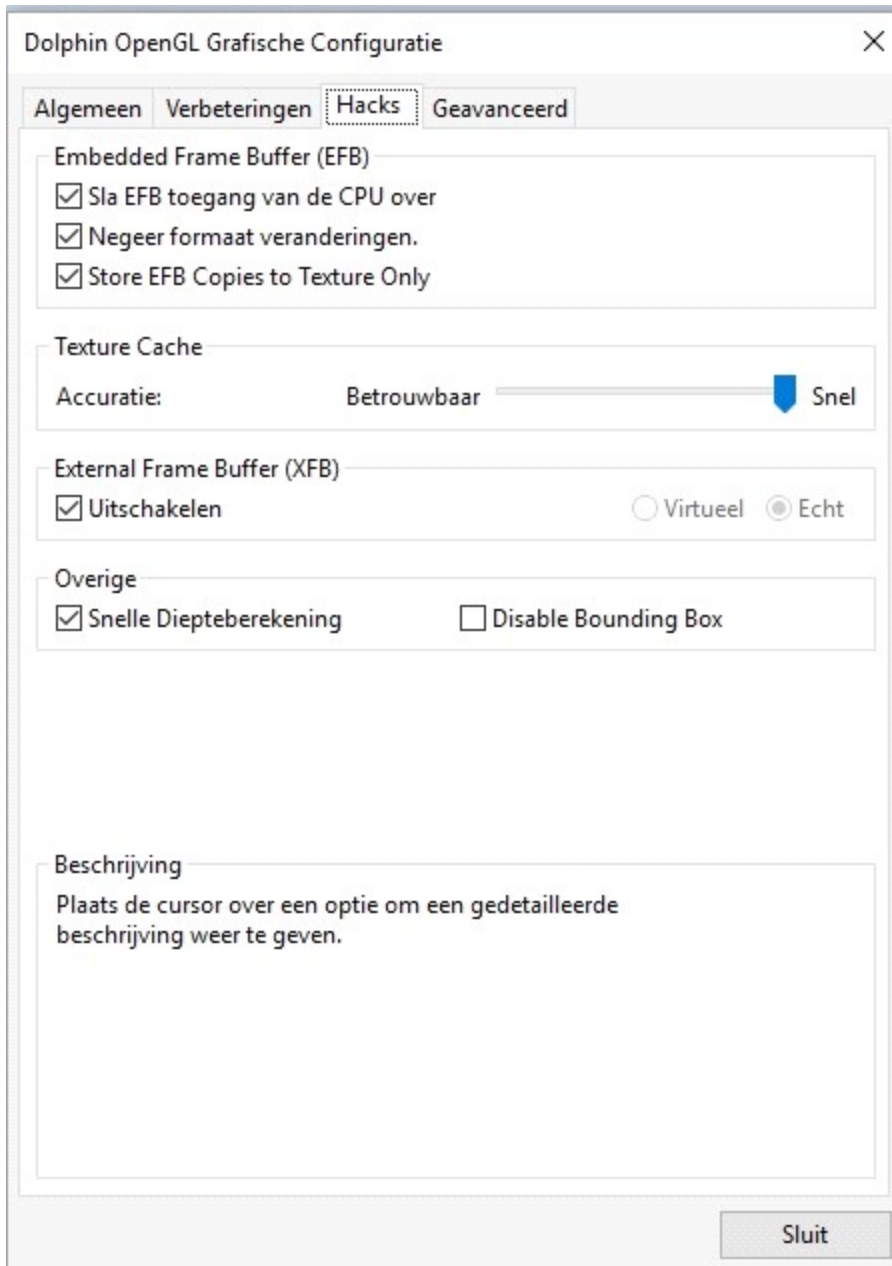 Dolphin OpenGL Grafische Configuratie
Algemeen Verbeteringen Hacks Geavanceerd
Embedded Frame Buffer (EFB)
Sla EFB toegang van de CPU over
Negeer formaat veranderingen.
Store EFB Copies to Texture Only
Texture Cache
Accuratie: Betrouwbaar Snel
External Frame Buffer (XFB)
Uitschakelen Virtueel Echt
Overige
Snelle Diepteberekening Disable Bounding Box
Beschrijving
Plaats de cursor over een optie om een gedetailleerde
beschrijving weer te geven.
Sluit